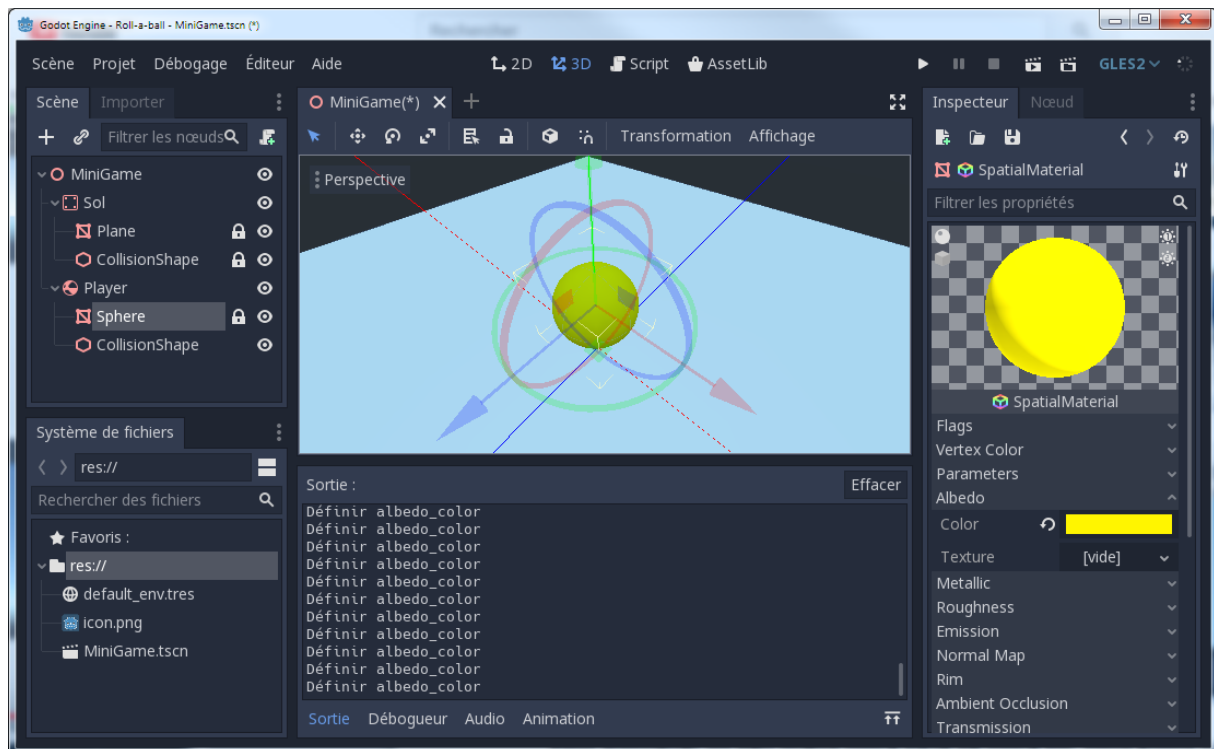 Godot Engine - Roll-a-ball - MiniGame.tscn (*)
Scène Projet Débogage Éditeur Aide
2D 3D Script AssetLib
GLES2
Scène Importer
Filtrer les nœuds
MiniGame
Sol
Plane
CollisionShape
Player
Sphere
CollisionShape
Système de fichiers
res://
Rechercher des fichiers
Favoris :
res://
default_env.tres
icon.png
MiniGame.tscn
MiniGame(*)
Transformation Affichage
Perspective
Sortie :
Effacer
Définir albedo_color
Définir albedo_color
Définir albedo_color
Définir albedo_color
Définir albedo_color
Définir albedo_color
Définir albedo_color
Définir albedo_color
Définir albedo_color
Définir albedo_color
Définir albedo_color
Sortie Débogueur Audio Animation
Inspecteur Nœud
SpatialMaterial
Filtrer les propriétés
SpatialMaterial
Flags
Vertex Color
Parameters
Albedo
Color
Texture [vide]
Metallic
Roughness
Emission
Normal Map
Rim
Ambient Occlusion
Transmission